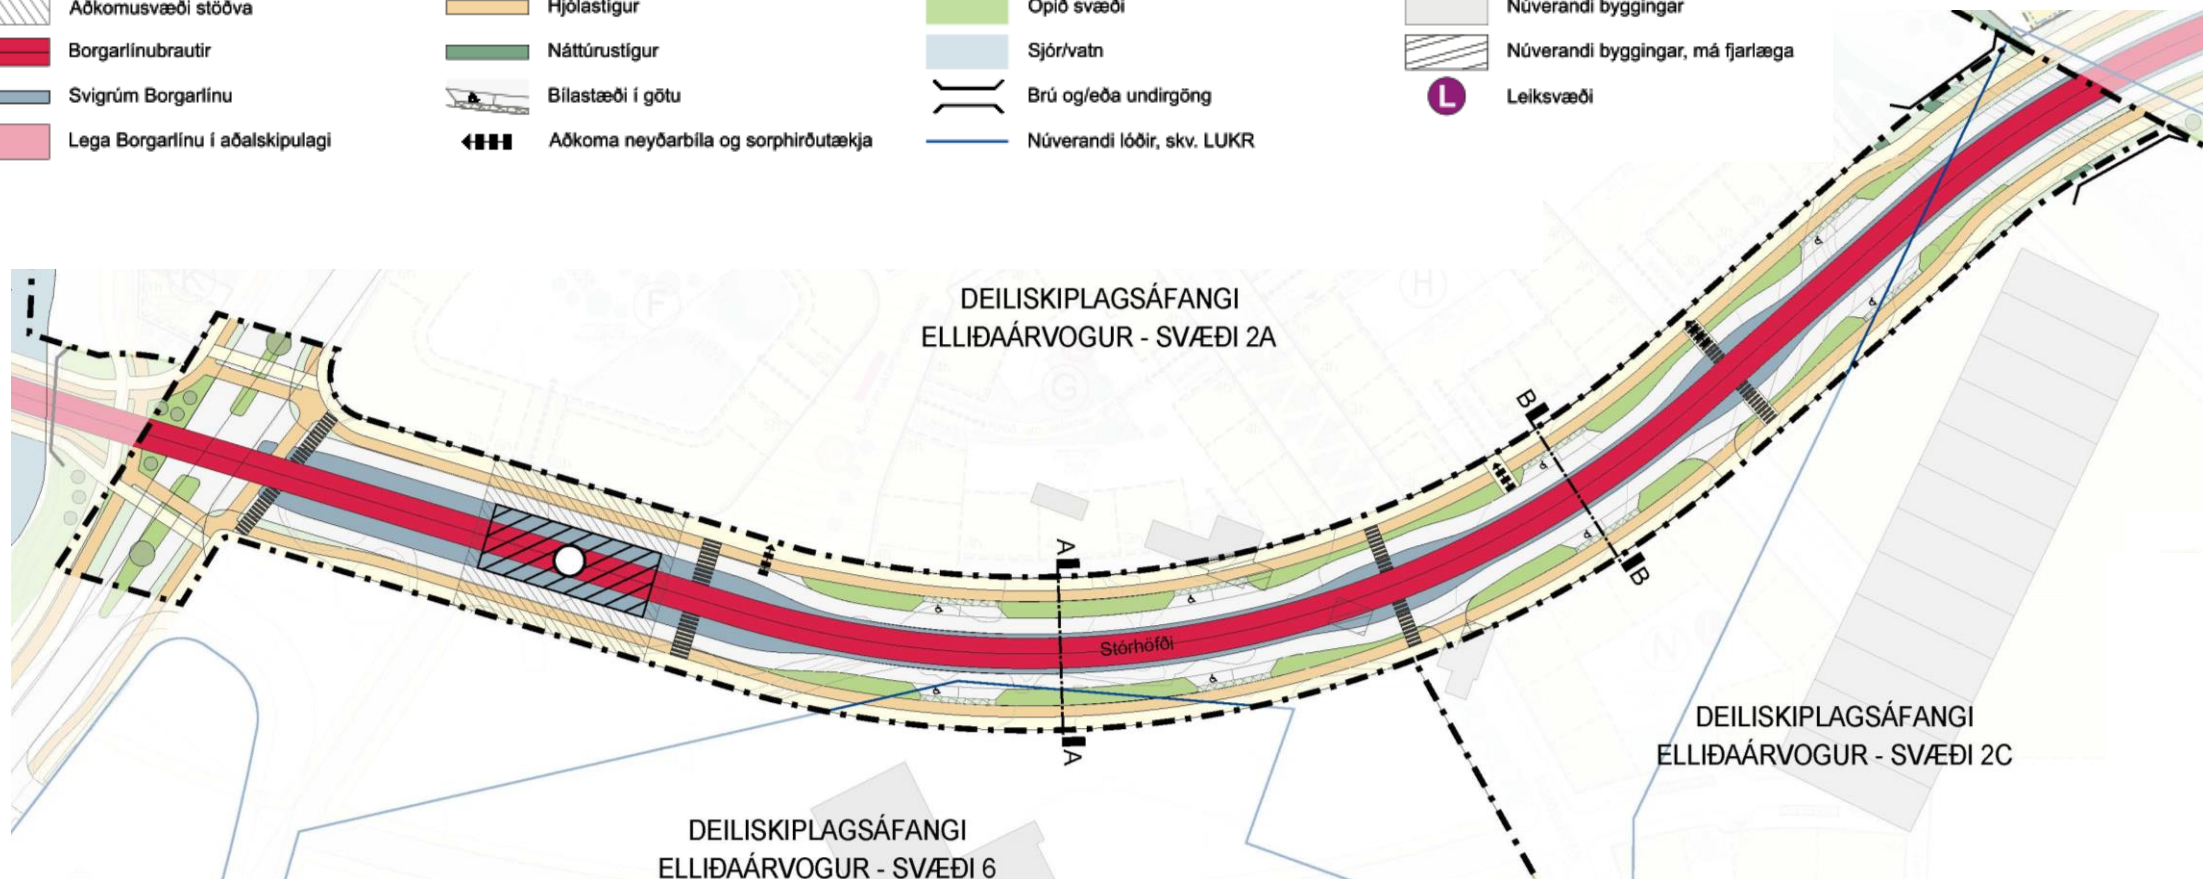 Aðkomusvæði stöðva
Hjólastígur
Opið svæði
Núverandi byggingar
Borgarlínubrautir
Náttúrustígur
Sjór/vatn
Núverandi byggingar, má fjarlæga
Svigrúm Borgarlínu
Bílastæði í götu
Brú og/eða undirgöng
L
Leiksvæði
Lega Borgarlínu í aðalskipulagi
Aðkoma neyðarbíla og sorphirðutækja
Núverandi lóðir, skv. LUKR
K
F
H
DEILISKIPLAGSÁFANGI
ELLIÐAÁRVOGUR - SVÆÐI 2A
G
B
B
A
A
Stórhöfði
N
DEILISKIPLAGSÁFANGI
ELLIÐAÁRVOGUR - SVÆÐI 2C
DEILISKIPLAGSÁFANGI
ELLIÐAÁRVOGUR - SVÆÐI 6